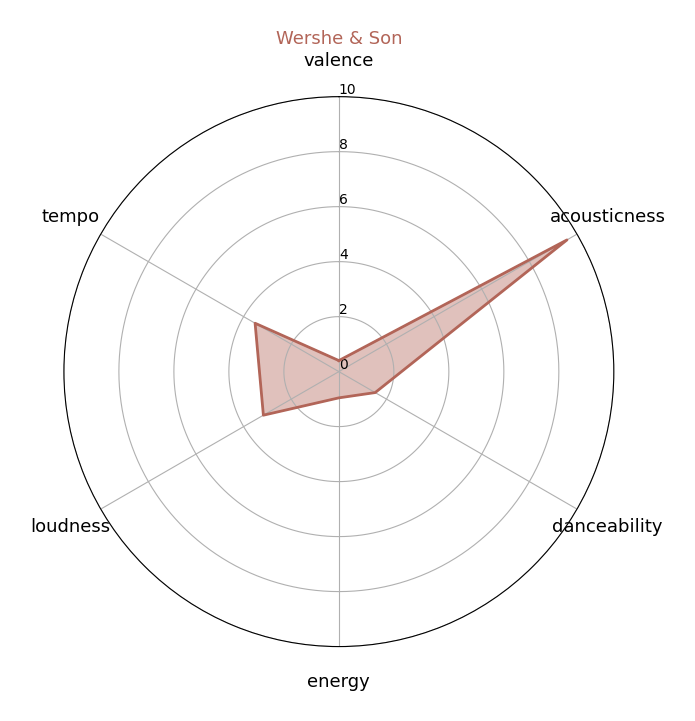 Wershe & Son
valence
10
8
6
4
2
0
tempo
acousticness
loudness
danceability
energy